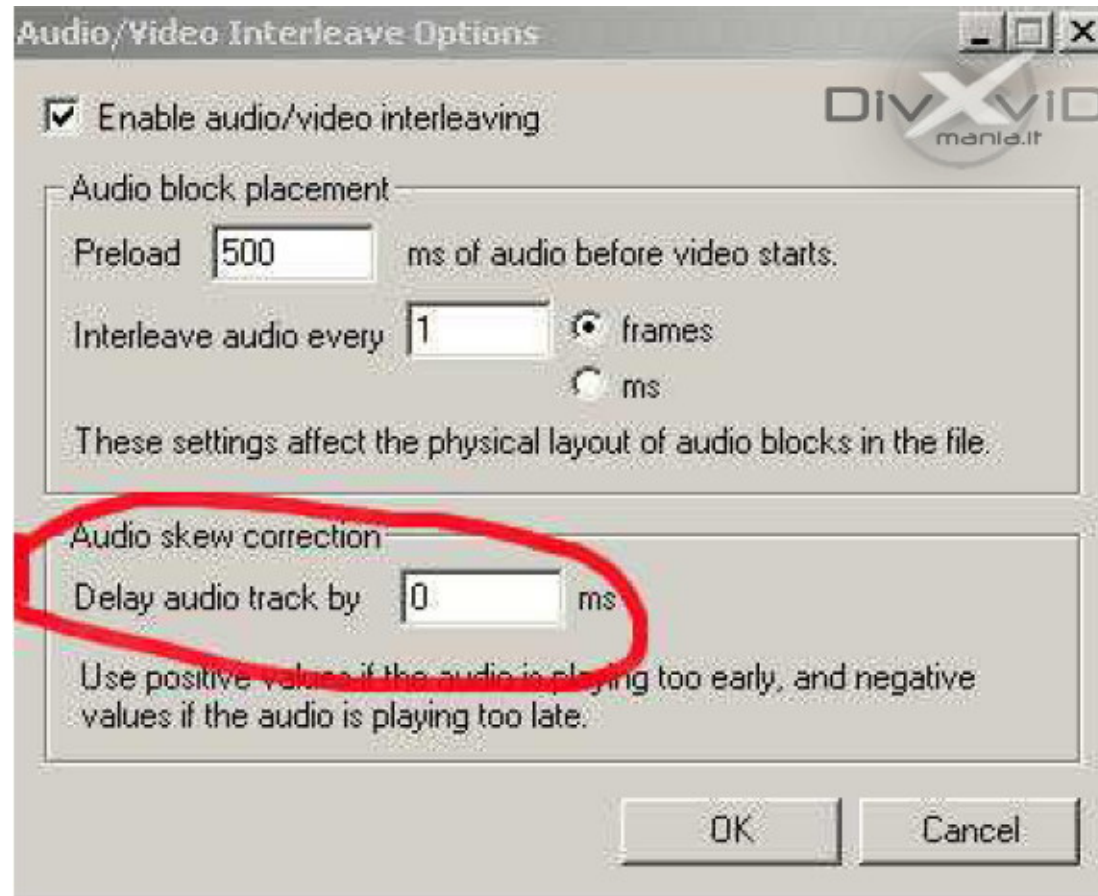 Audio/Video Interleave Options
DivXviD
mania.it
Enable audio/video interleaving
Audio block placement
Preload 500 ms of audio before video starts.
Interleave audio every 1 frames
ms
These settings affect the physical layout of audio blocks in the file.
Audio skew correction
Delay audio track by 0 ms
Use positive values if the audio is playing too early, and negative
values if the audio is playing too late.
OK Cancel